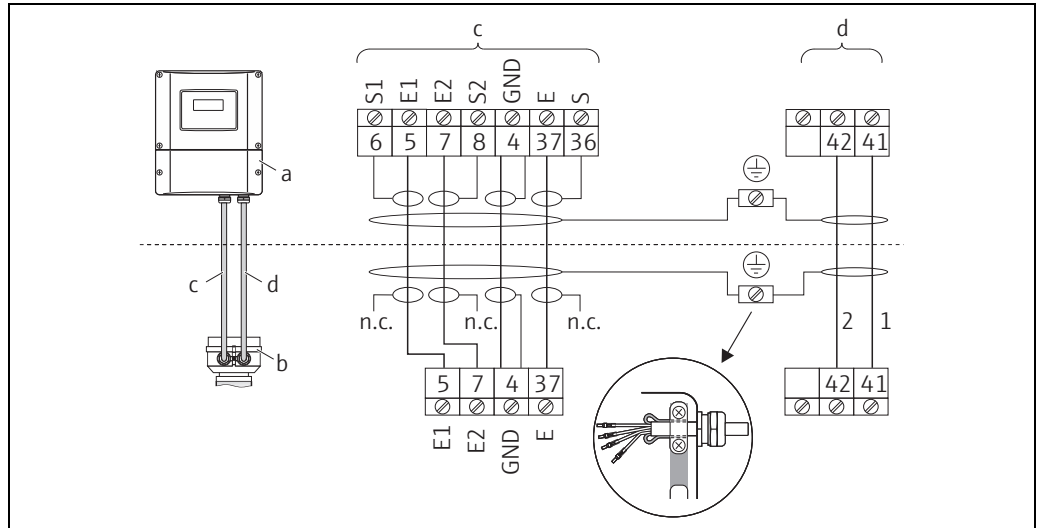 c
d
S1 E1 E2 S2 GND E S
6 5 7 8 4 37 36
42 41
a
c d
n.c. n.c. n.c.
2 1
b
5 7 4 37
42 41
E1 E2 GND E